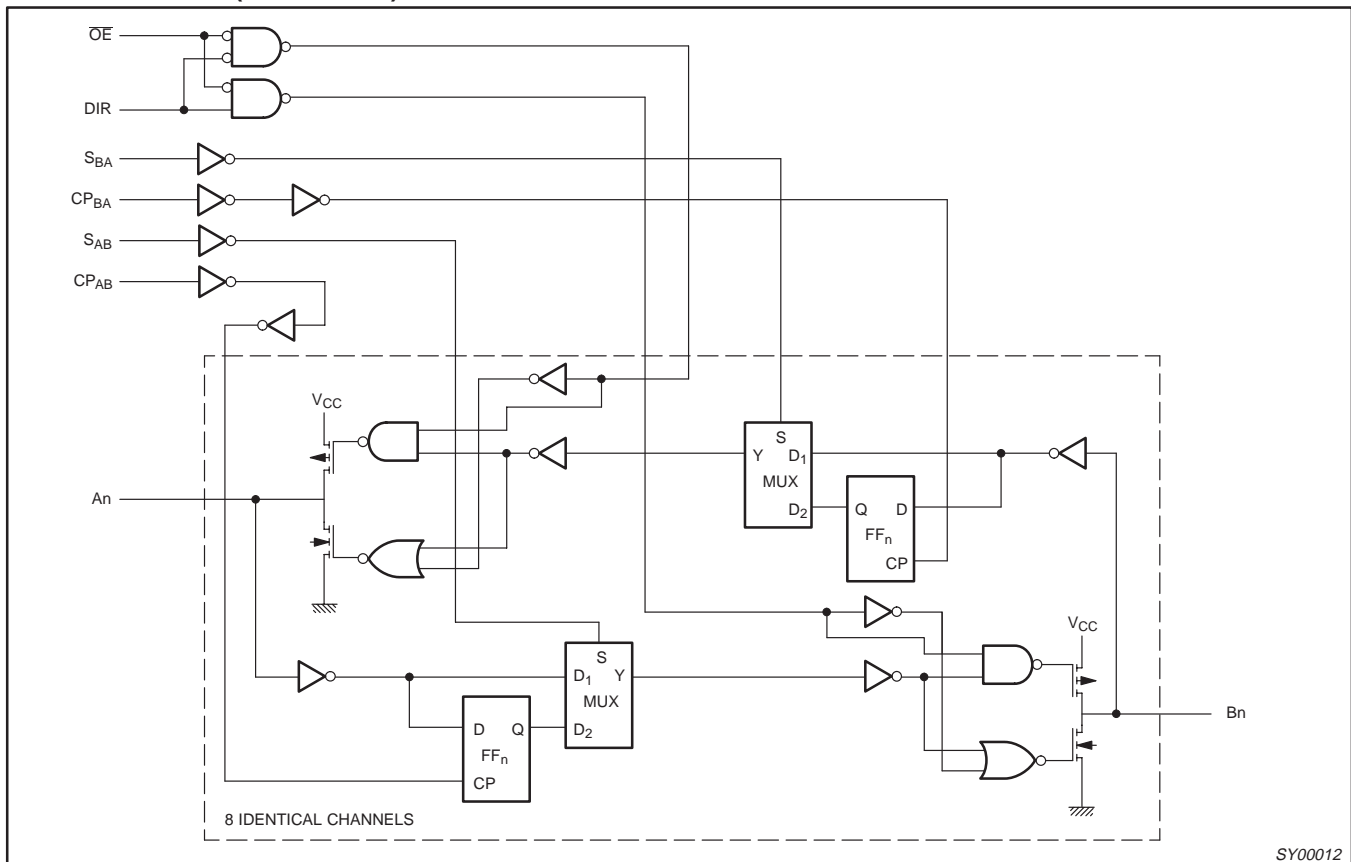 OE
DIR
SBA
CPBA
SAB
CPAB
VCC
S
Y D1
MUX
D2
Q D
FFn
CP
An
VCC
S
D1 Y
MUX
D2
D Q
FFn
CP
Bn
8 IDENTICAL CHANNELS
SY00012